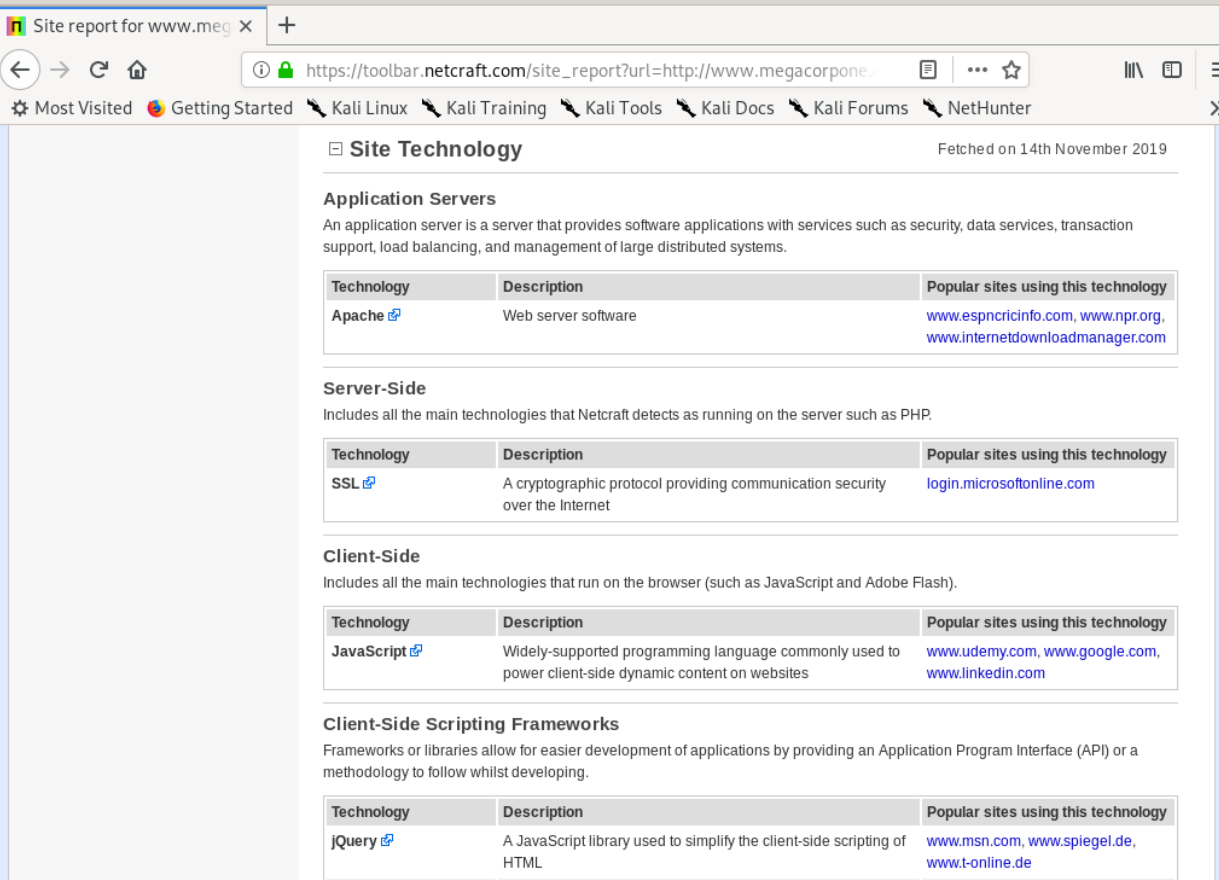 Site report for www.meg
https://toolbar.netcraft.com/site_report?url=http://www.megacorpone.
Most Visited Getting Started Kali Linux Kali Training Kali Tools Kali Docs Kali Forums NetHunter
Site Technology Fetched on 14th November 2019
Application Servers
An application server is a server that provides software applications with services such as security, data services, transaction
support, load balancing, and management of large distributed systems.
Technology Description Popular sites using this technology
Apache Web server software www.espncricinfo.com, www.npr.org,
www.internetdownloadmanager.com
Server-Side
Includes all the main technologies that Netcraft detects as running on the server such as PHP.
Technology Description Popular sites using this technology
SSL A cryptographic protocol providing communication security login.microsoftonline.com
over the Internet
Client-Side
Includes all the main technologies that run on the browser (such as JavaScript and Adobe Flash).
Technology Description Popular sites using this technology
JavaScript Widely-supported programming language commonly used to www.udemy.com, www.google.com,
power client-side dynamic content on websites www.linkedin.com
Client-Side Scripting Frameworks
Frameworks or libraries allow for easier development of applications by providing an Application Program Interface (API) or a
methodology to follow whilst developing.
Technology Description Popular sites using this technology
jQuery A JavaScript library used to simplify the client-side scripting of www.msn.com, www.spiegel.de,
HTML www.t-online.de